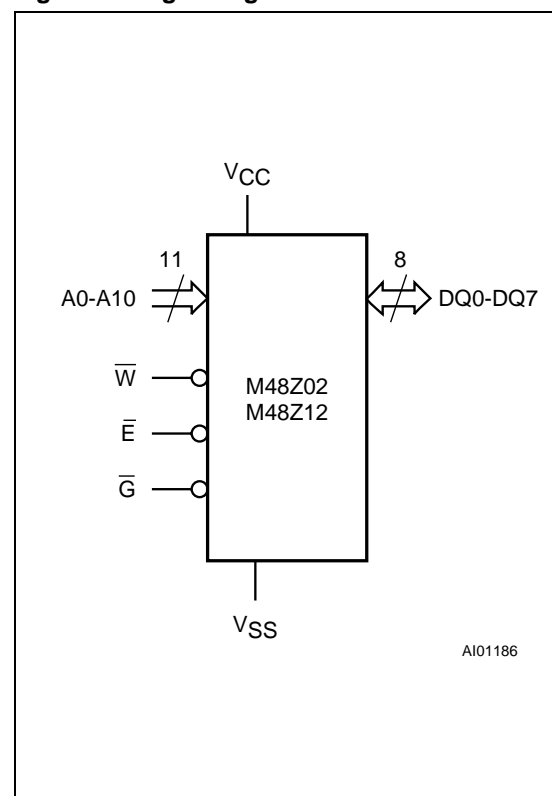 VCC
11
8
A0-A10
DQ0-DQ7
W̅
M48Z02
M48Z12
E̅
G̅
VSS
AI01186